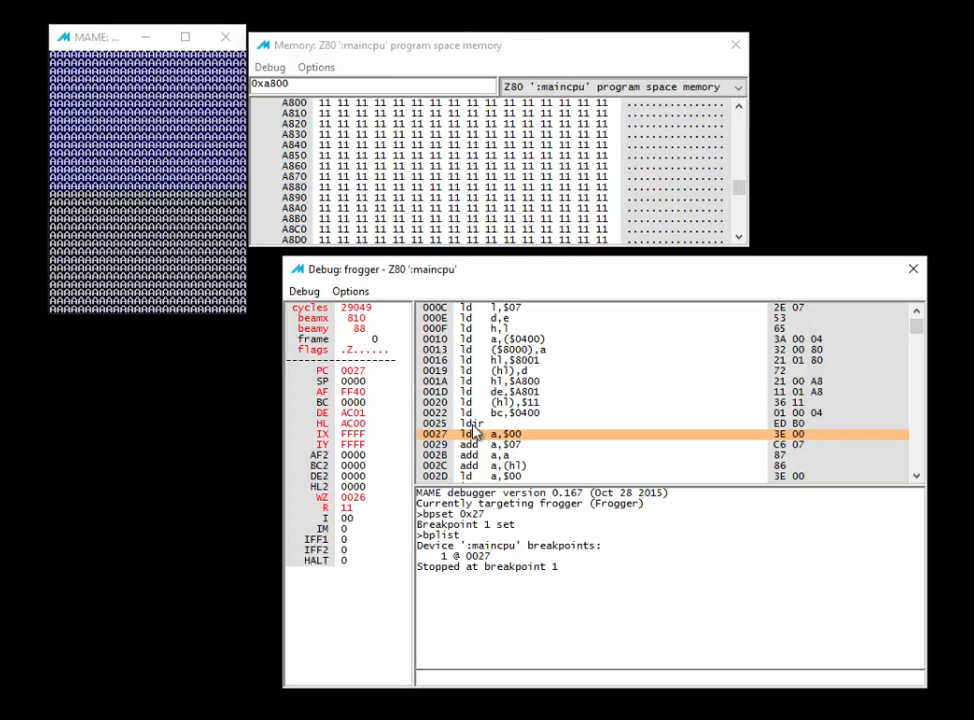 MAME: ...
Memory: Z80 ':maincpu' program space memory
Debug Options
0xa800
Z80 ':maincpu' program space memory
A800 11 11 11 11 11 11 11 11 11 11 11 11 11 11 11 11 ................
A810 11 11 11 11 11 11 11 11 11 11 11 11 11 11 11 11 ................
A820 11 11 11 11 11 11 11 11 11 11 11 11 11 11 11 11 ................
A830 11 11 11 11 11 11 11 11 11 11 11 11 11 11 11 11 ................
A840 11 11 11 11 11 11 11 11 11 11 11 11 11 11 11 11 ................
A850 11 11 11 11 11 11 11 11 11 11 11 11 11 11 11 11 ................
A860 11 11 11 11 11 11 11 11 11 11 11 11 11 11 11 11 ................
A870 11 11 11 11 11 11 11 11 11 11 11 11 11 11 11 11 ................
A880 11 11 11 11 11 11 11 11 11 11 11 11 11 11 11 11 ................
A890 11 11 11 11 11 11 11 11 11 11 11 11 11 11 11 11 ................
A8A0 11 11 11 11 11 11 11 11 11 11 11 11 11 11 11 11 ................
A8B0 11 11 11 11 11 11 11 11 11 11 11 11 11 11 11 11 ................
A8C0 11 11 11 11 11 11 11 11 11 11 11 11 11 11 11 11 ................
A8D0 11 11 11 11 11 11 11 11 11 11 11 11 11 11 11 11 ................
Debug: frogger - Z80 ':maincpu'
Debug Options
cycles 29049
beamx 810
beamy 88
frame 0
flags .Z......
PC 0027
SP 0000
AF FF40
BC 0000
DE AC01
HL AC00
IX FFFF
IY FFFF
AF2 0000
BC2 0000
DE2 0000
HL2 0000
WZ 0026
R 11
I 00
IM 0
IFF1 0
IFF2 0
HALT 0
000C ld l,$07 2E 07
000E ld d,e 53
000F ld h,l 65
0010 ld a,($0400) 3A 00 04
0013 ld ($8000),a 32 00 80
0016 ld hl,$8001 21 01 80
0019 ld (hl),d 72
001A ld hl,$A800 21 00 A8
001D ld de,$A801 11 01 A8
0020 ld (hl),$11 36 11
0022 ld bc,$0400 01 00 04
0025 ldir ED B0
0027 ld a,$00 3E 00
0029 add a,$07 C6 07
002B add a,a 87
002C add a,(hl) 86
002D ld a,$00 3E 00
MAME debugger version 0.167 (Oct 28 2015)
Currently targeting frogger (Frogger)
>bpset 0x27
Breakpoint 1 set
>bplist
Device ':maincpu' breakpoints:
1 @ 0027
Stopped at breakpoint 1